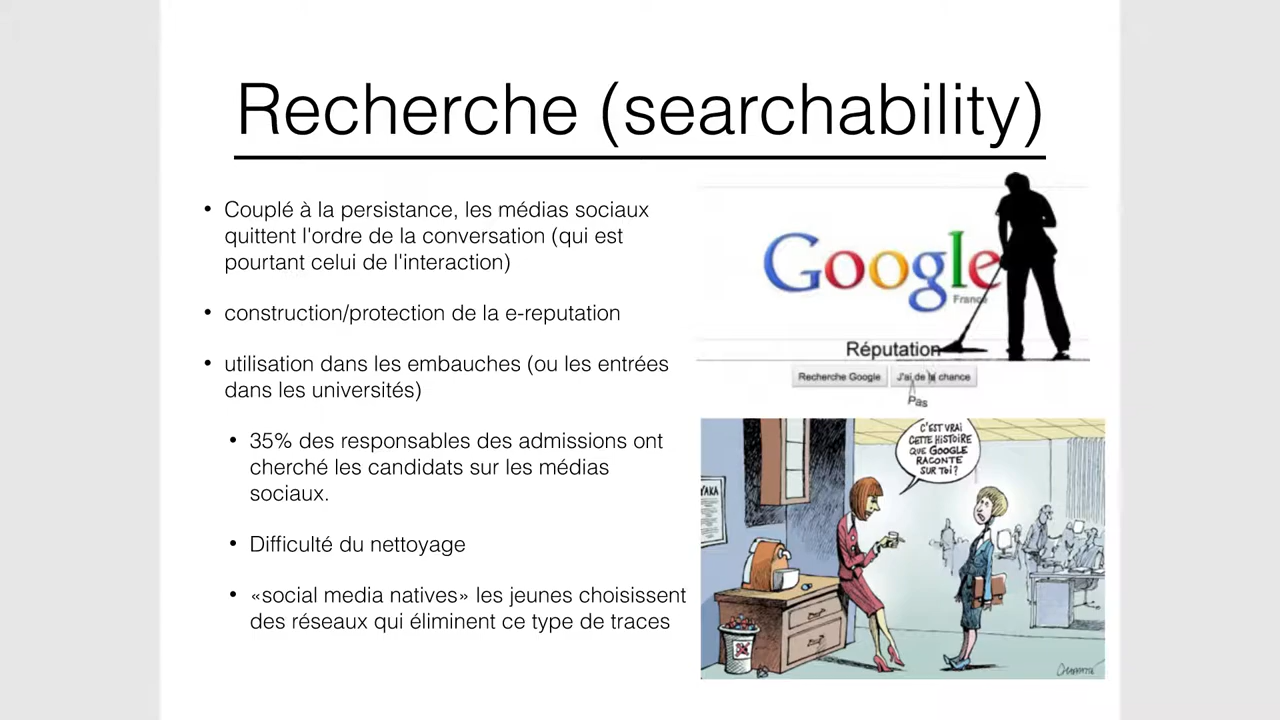 Recherche (searchability)
• Couplé à la persistance, les médias sociaux
quittent l'ordre de la conversation (qui est
pourtant celui de l'interaction)
• construction/protection de la e-reputation
• utilisation dans les embauches (ou les entrées
dans les universités)
• 35% des responsables des admissions ont
cherché les candidats sur les médias
sociaux.
• Difficulté du nettoyage
• «social media natives» les jeunes choisissent
des réseaux qui éliminent ce type de traces
Google
France
Réputation
Recherche Google
J'ai de la chance
Pas
C'EST VRAI
CETTE HISTOIRE
QUE GOOGLE
RACONTE
SUR TOI?
YAKA